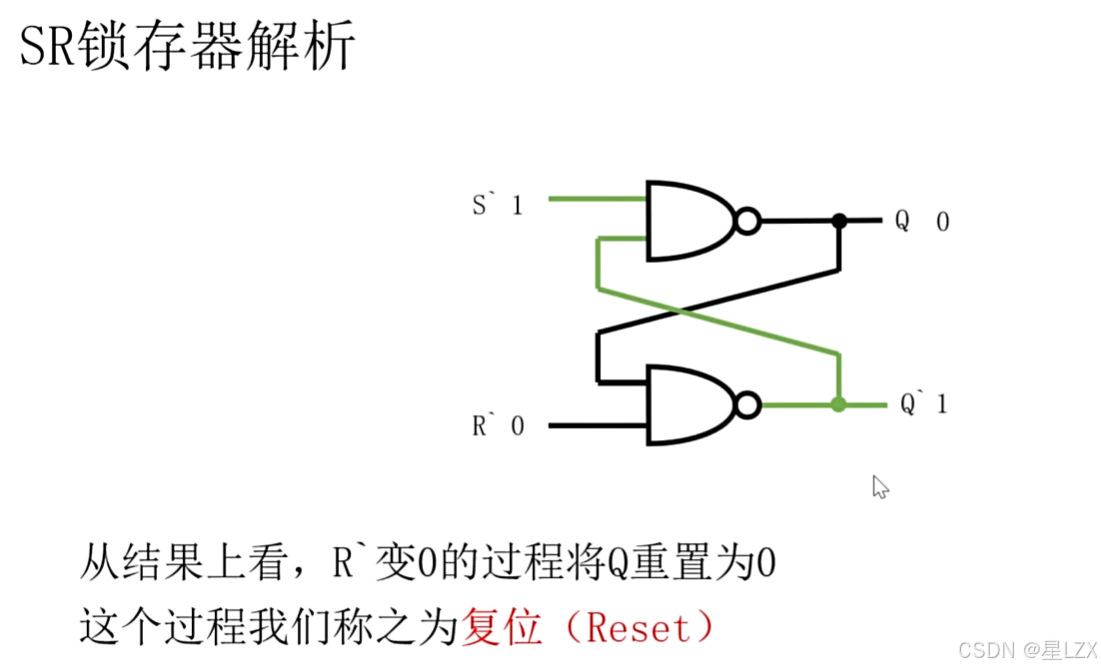 SR锁存器解析
S` 1
Q 0
R` 0
Q` 1
从结果上看，R`变0的过程将Q重置为0
这个过程我们称之为复位（Reset）
CSDN @星LZX